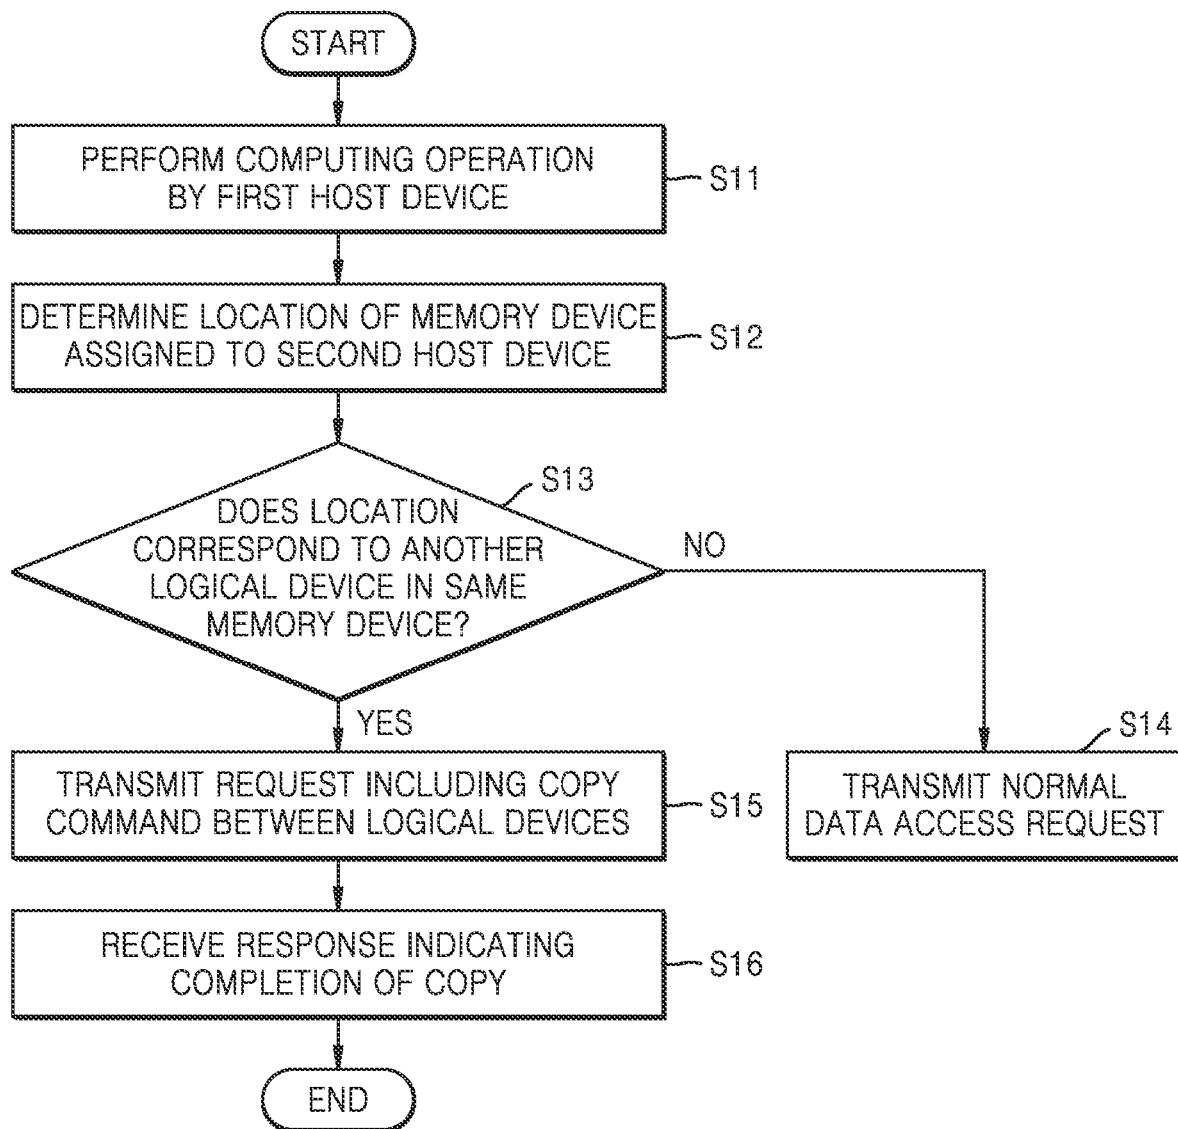 START
PERFORM COMPUTING OPERATION
BY FIRST HOST DEVICE
S11
DETERMINE LOCATION OF MEMORY DEVICE
ASSIGNED TO SECOND HOST DEVICE
S12
S13
DOES LOCATION
CORRESPOND TO ANOTHER
LOGICAL DEVICE IN SAME
MEMORY DEVICE?
NO
YES
S14
TRANSMIT NORMAL
DATA ACCESS REQUEST
TRANSMIT REQUEST INCLUDING COPY
COMMAND BETWEEN LOGICAL DEVICES
S15
RECEIVE RESPONSE INDICATING
COMPLETION OF COPY
S16
END